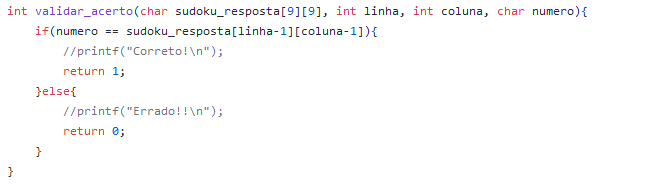 int validar_acerto(char sudoku_resposta[9][9], int linha, int coluna, char numero){
    if(numero == sudoku_resposta[linha-1][coluna-1]){
        //printf("Correto!\n");
        return 1;
    }else{
        //printf("Errado!!\n");
        return 0;
    }
}